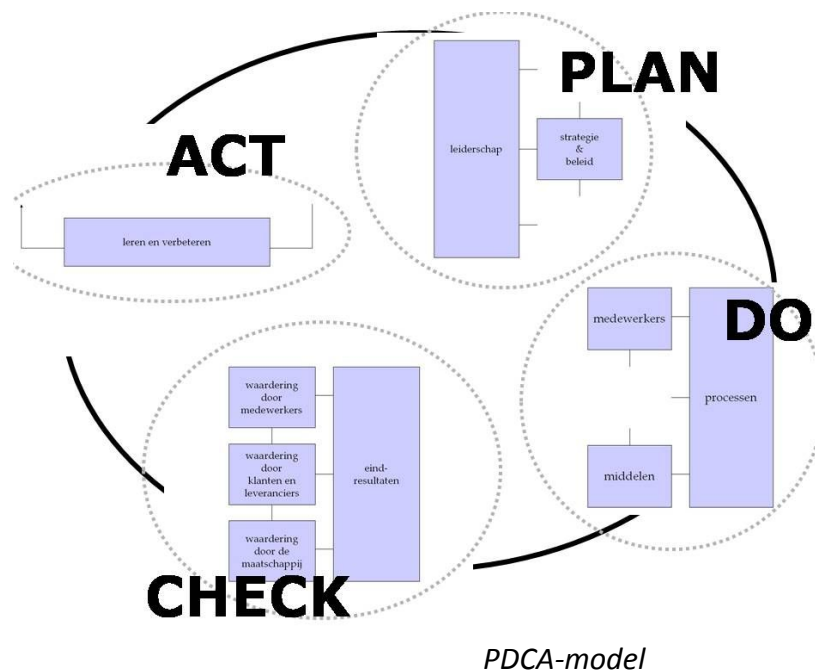 PLAN
leiderschap
strategie
&
beleid
DO
medewerkers
processen
middelen
CHECK
waardering
door
medewerkers
waardering
door
klanten en
leveranciers
waardering
door de
maatschappij
eind-
resultaten
ACT
leren en verbeteren
PDCA-model